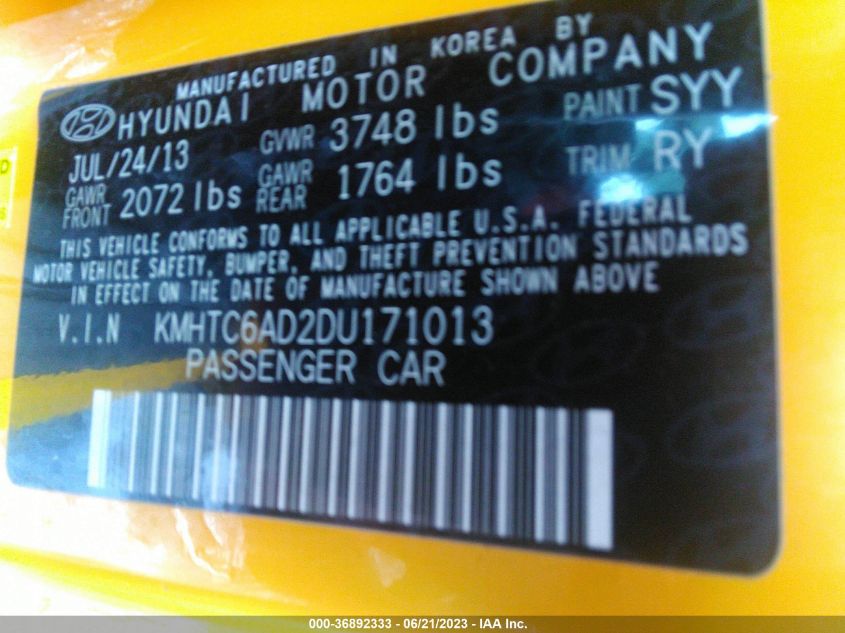 MANUFACTURED IN KOREA BY
HYUNDAI MOTOR COMPANY
JUL/24/13 GVWR 3748 lbs PAINT SYY
GAWR FRONT 2072 lbs GAWR REAR 1764 lbs TRIM RY
THIS VEHICLE CONFORMS TO ALL APPLICABLE U.S.A. FEDERAL
MOTOR VEHICLE SAFETY, BUMPER, AND THEFT PREVENTION STANDARDS
IN EFFECT ON THE DATE OF MANUFACTURE SHOWN ABOVE
V.I.N KMHTC6AD2DU171013
PASSENGER CAR
000-36892333 - 06/21/2023 - IAA Inc.